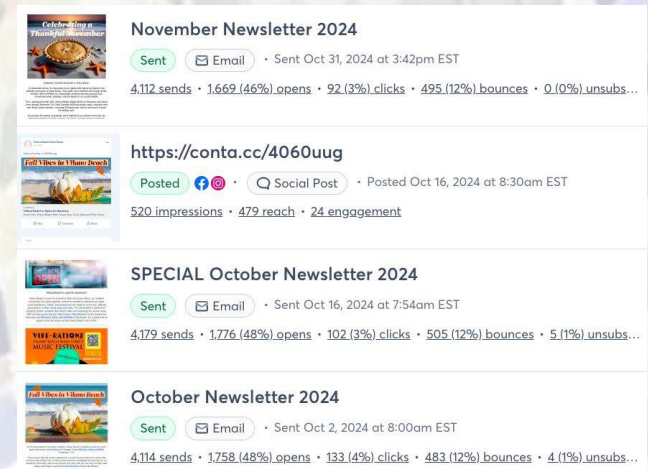 Celebrating a
Thankful November
November Newsletter 2024
Sent Email • Sent Oct 31, 2024 at 3:42pm EST
4,112 sends • 1,669 (46%) opens • 92 (3%) clicks • 495 (12%) bounces • 0 (0%) unsubs...
Fall Vibes in Vilano Beach
https://conta.cc/4060uug
Posted • Social Post • Posted Oct 16, 2024 at 8:30am EST
520 impressions • 479 reach • 24 engagement
OPEN
SPECIAL October Newsletter 2024
Sent Email • Sent Oct 16, 2024 at 7:54am EST
4,179 sends • 1,776 (48%) opens • 102 (3%) clicks • 505 (12%) bounces • 5 (1%) unsubs...
VIBE-RATIONS
MUSIC FESTIVAL
Fall Vibes in Vilano Beach
October Newsletter 2024
Sent Email • Sent Oct 2, 2024 at 8:00am EST
4,114 sends • 1,758 (48%) opens • 133 (4%) clicks • 483 (12%) bounces • 4 (1%) unsubs...